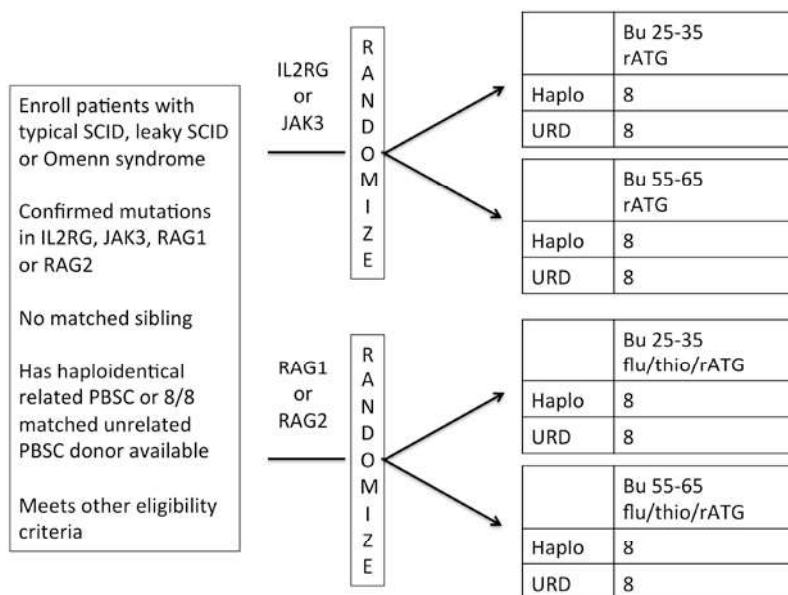 Enroll patients with
typical SCID, leaky SCID
or Omenn syndrome
Confirmed mutations
in IL2RG, JAK3, RAG1
or RAG2
No matched sibling
Has haploidentical
related PBSC or 8/8
matched unrelated
PBSC donor available
Meets other eligibility
criteria
IL2RG
or
JAK3
R
A
N
D
O
M
I
Z
E
Bu 25-35
rATG
Haplo 8
URD 8
Bu 55-65
rATG
Haplo 8
URD 8
RAG1
or
RAG2
R
A
N
D
O
M
I
Z
E
Bu 25-35
flu/thio/rATG
Haplo 8
URD 8
Bu 55-65
flu/thio/rATG
Haplo 8
URD 8